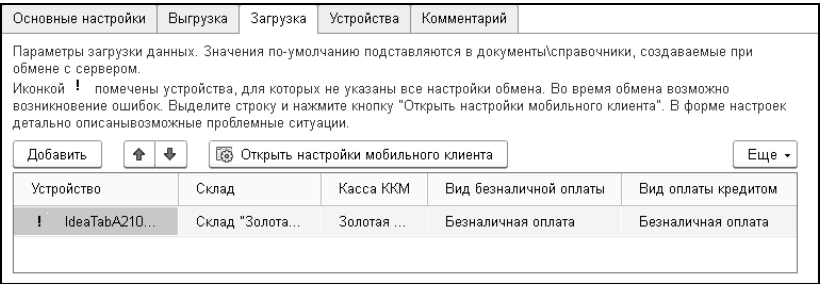 Основные настройки Выгрузка Загрузка Устройства Комментарий
Параметры загрузки данных. Значения по-умолчанию подставляются в документы\справочники, создаваемые при
обмене с сервером.
Иконкой ! помечены устройства, для которых не указаны все настройки обмена. Во время обмена возможно
возникновение ошибок. Выделите строку и нажмите кнопку "Открыть настройки мобильного клиента". В форме настроек
детально описанывозможные проблемные ситуации.
Добавить Открыть настройки мобильного клиента Еще
Устройство Склад Касса ККМ Вид безналичной оплаты Вид оплаты кредитом
! IdeaTabA210... Склад "Золота... Золотая ... Безналичная оплата Безналичная оплата